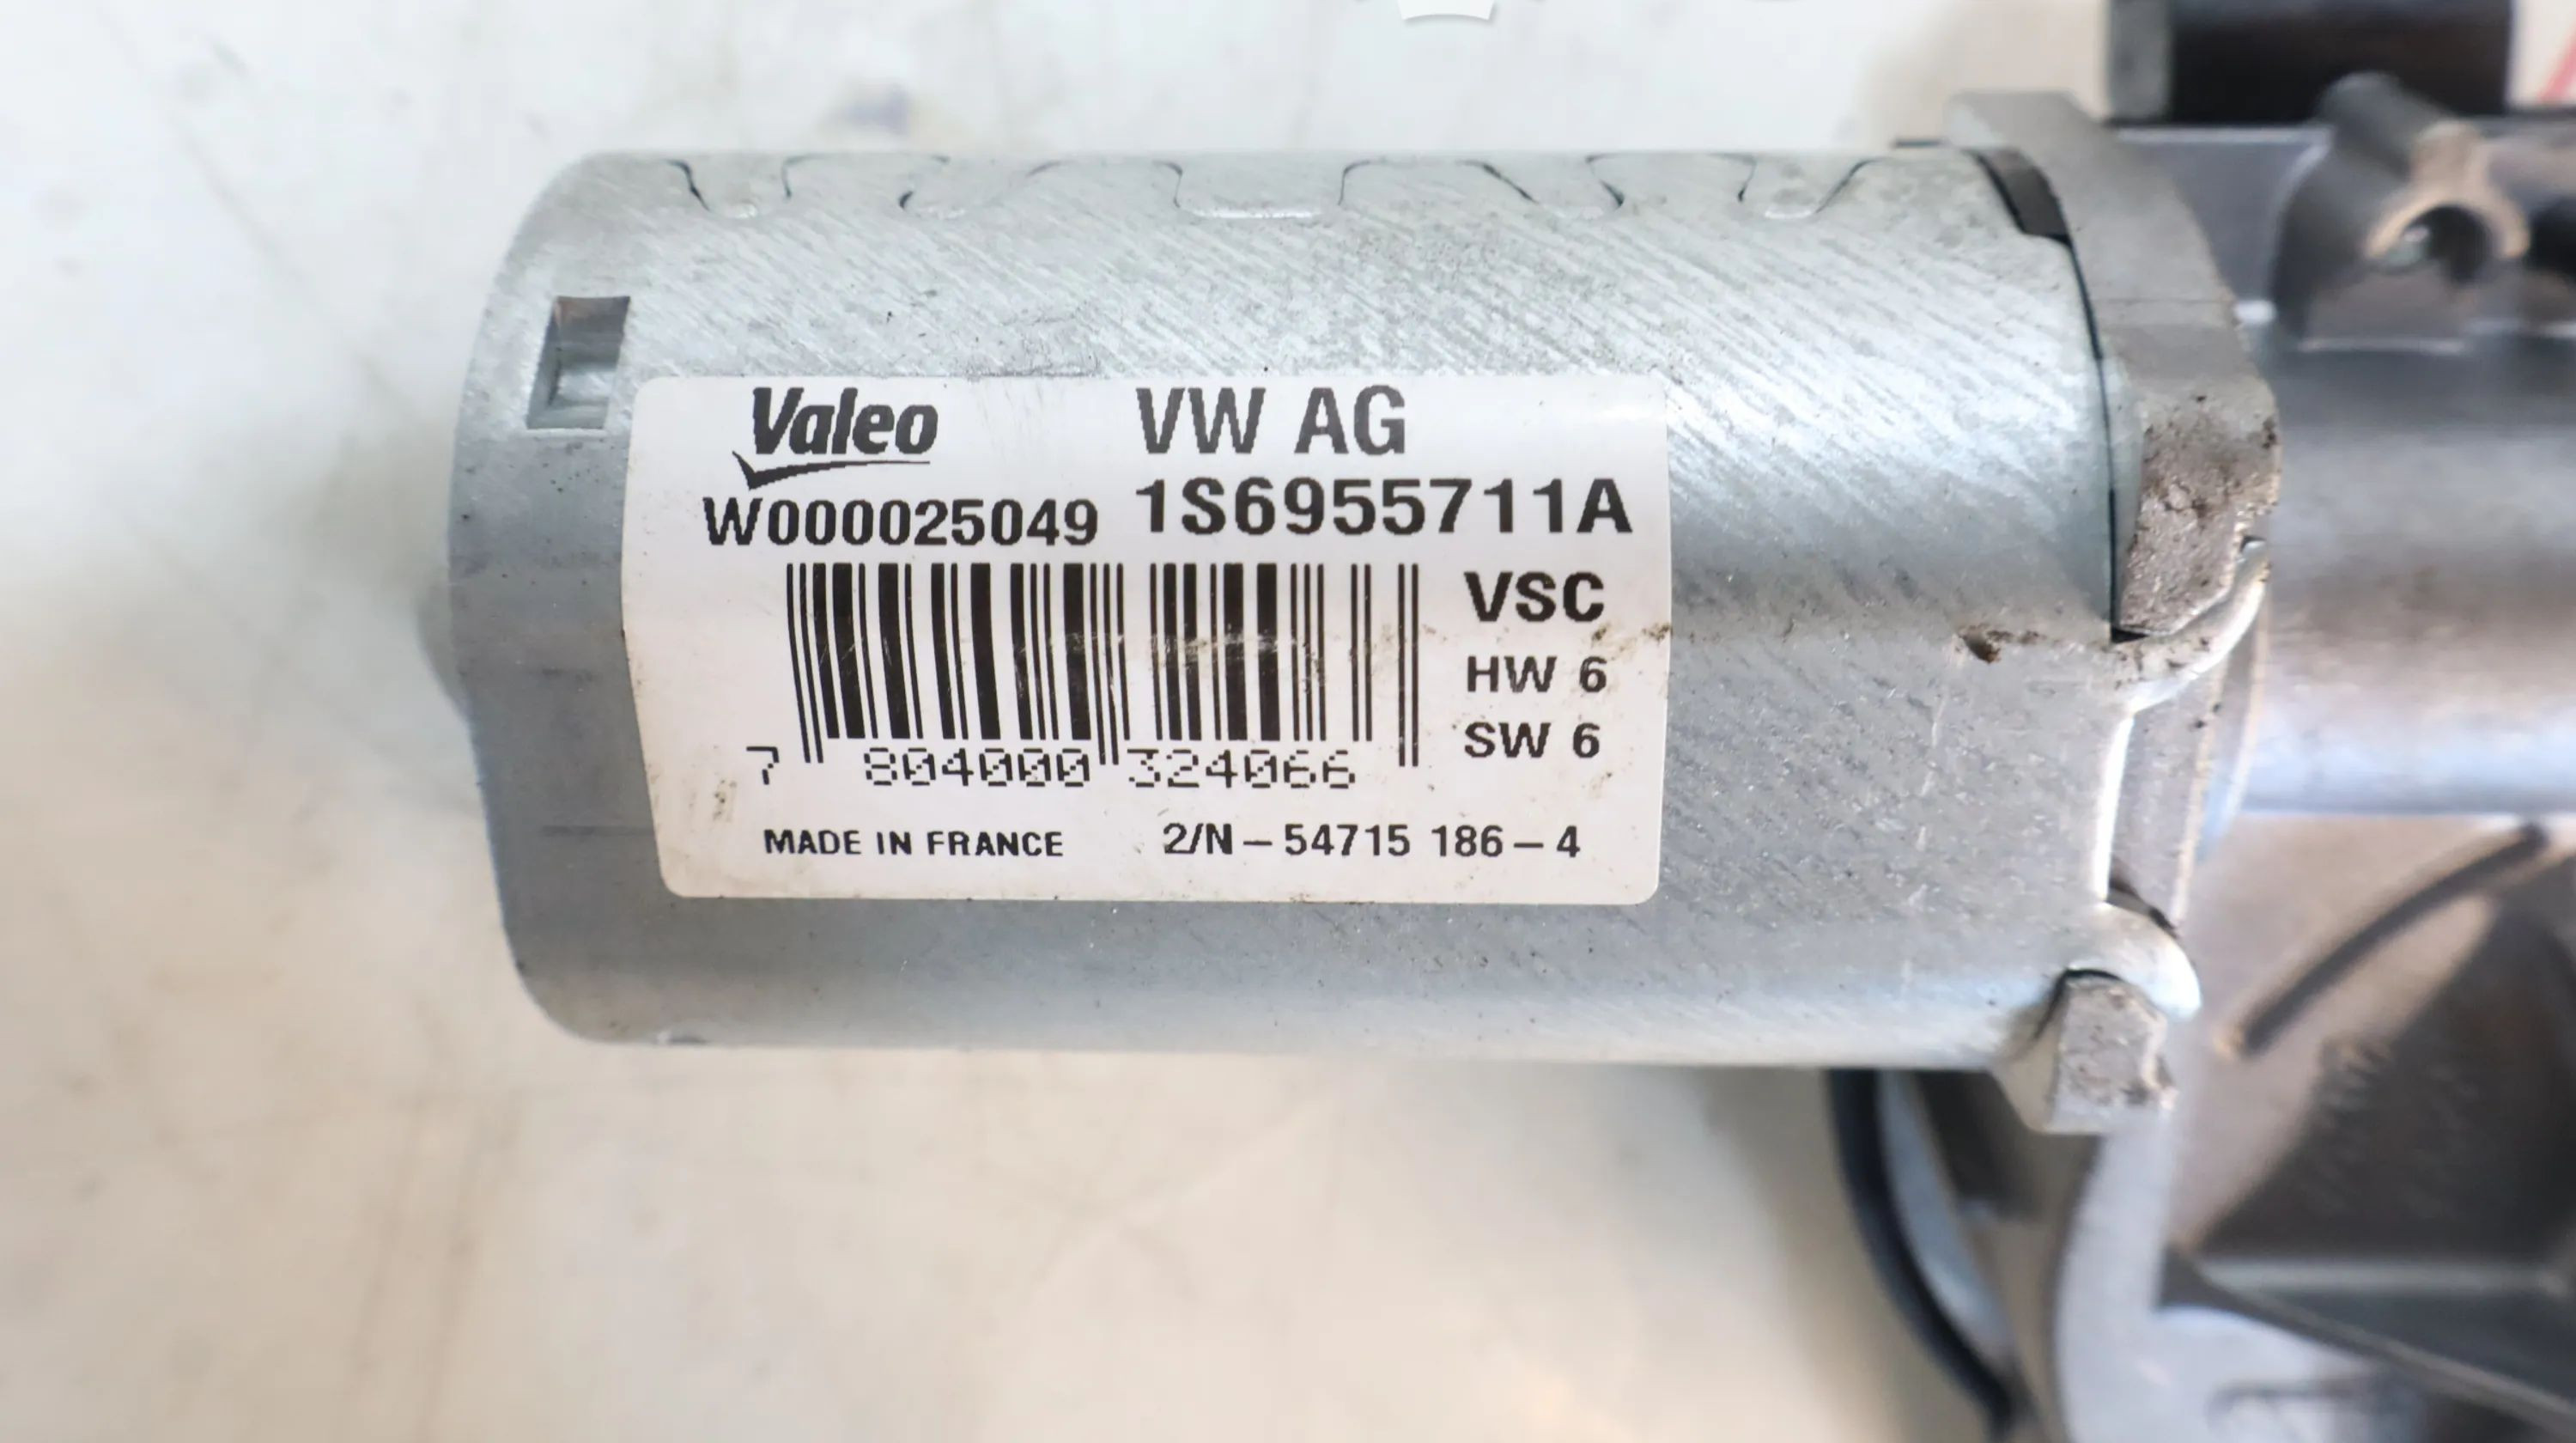 Valeo VW AG
W000025049 1S6955711A
VSC
HW 6
SW 6
7 804000 324066
MADE IN FRANCE 2/N-54715 186-4